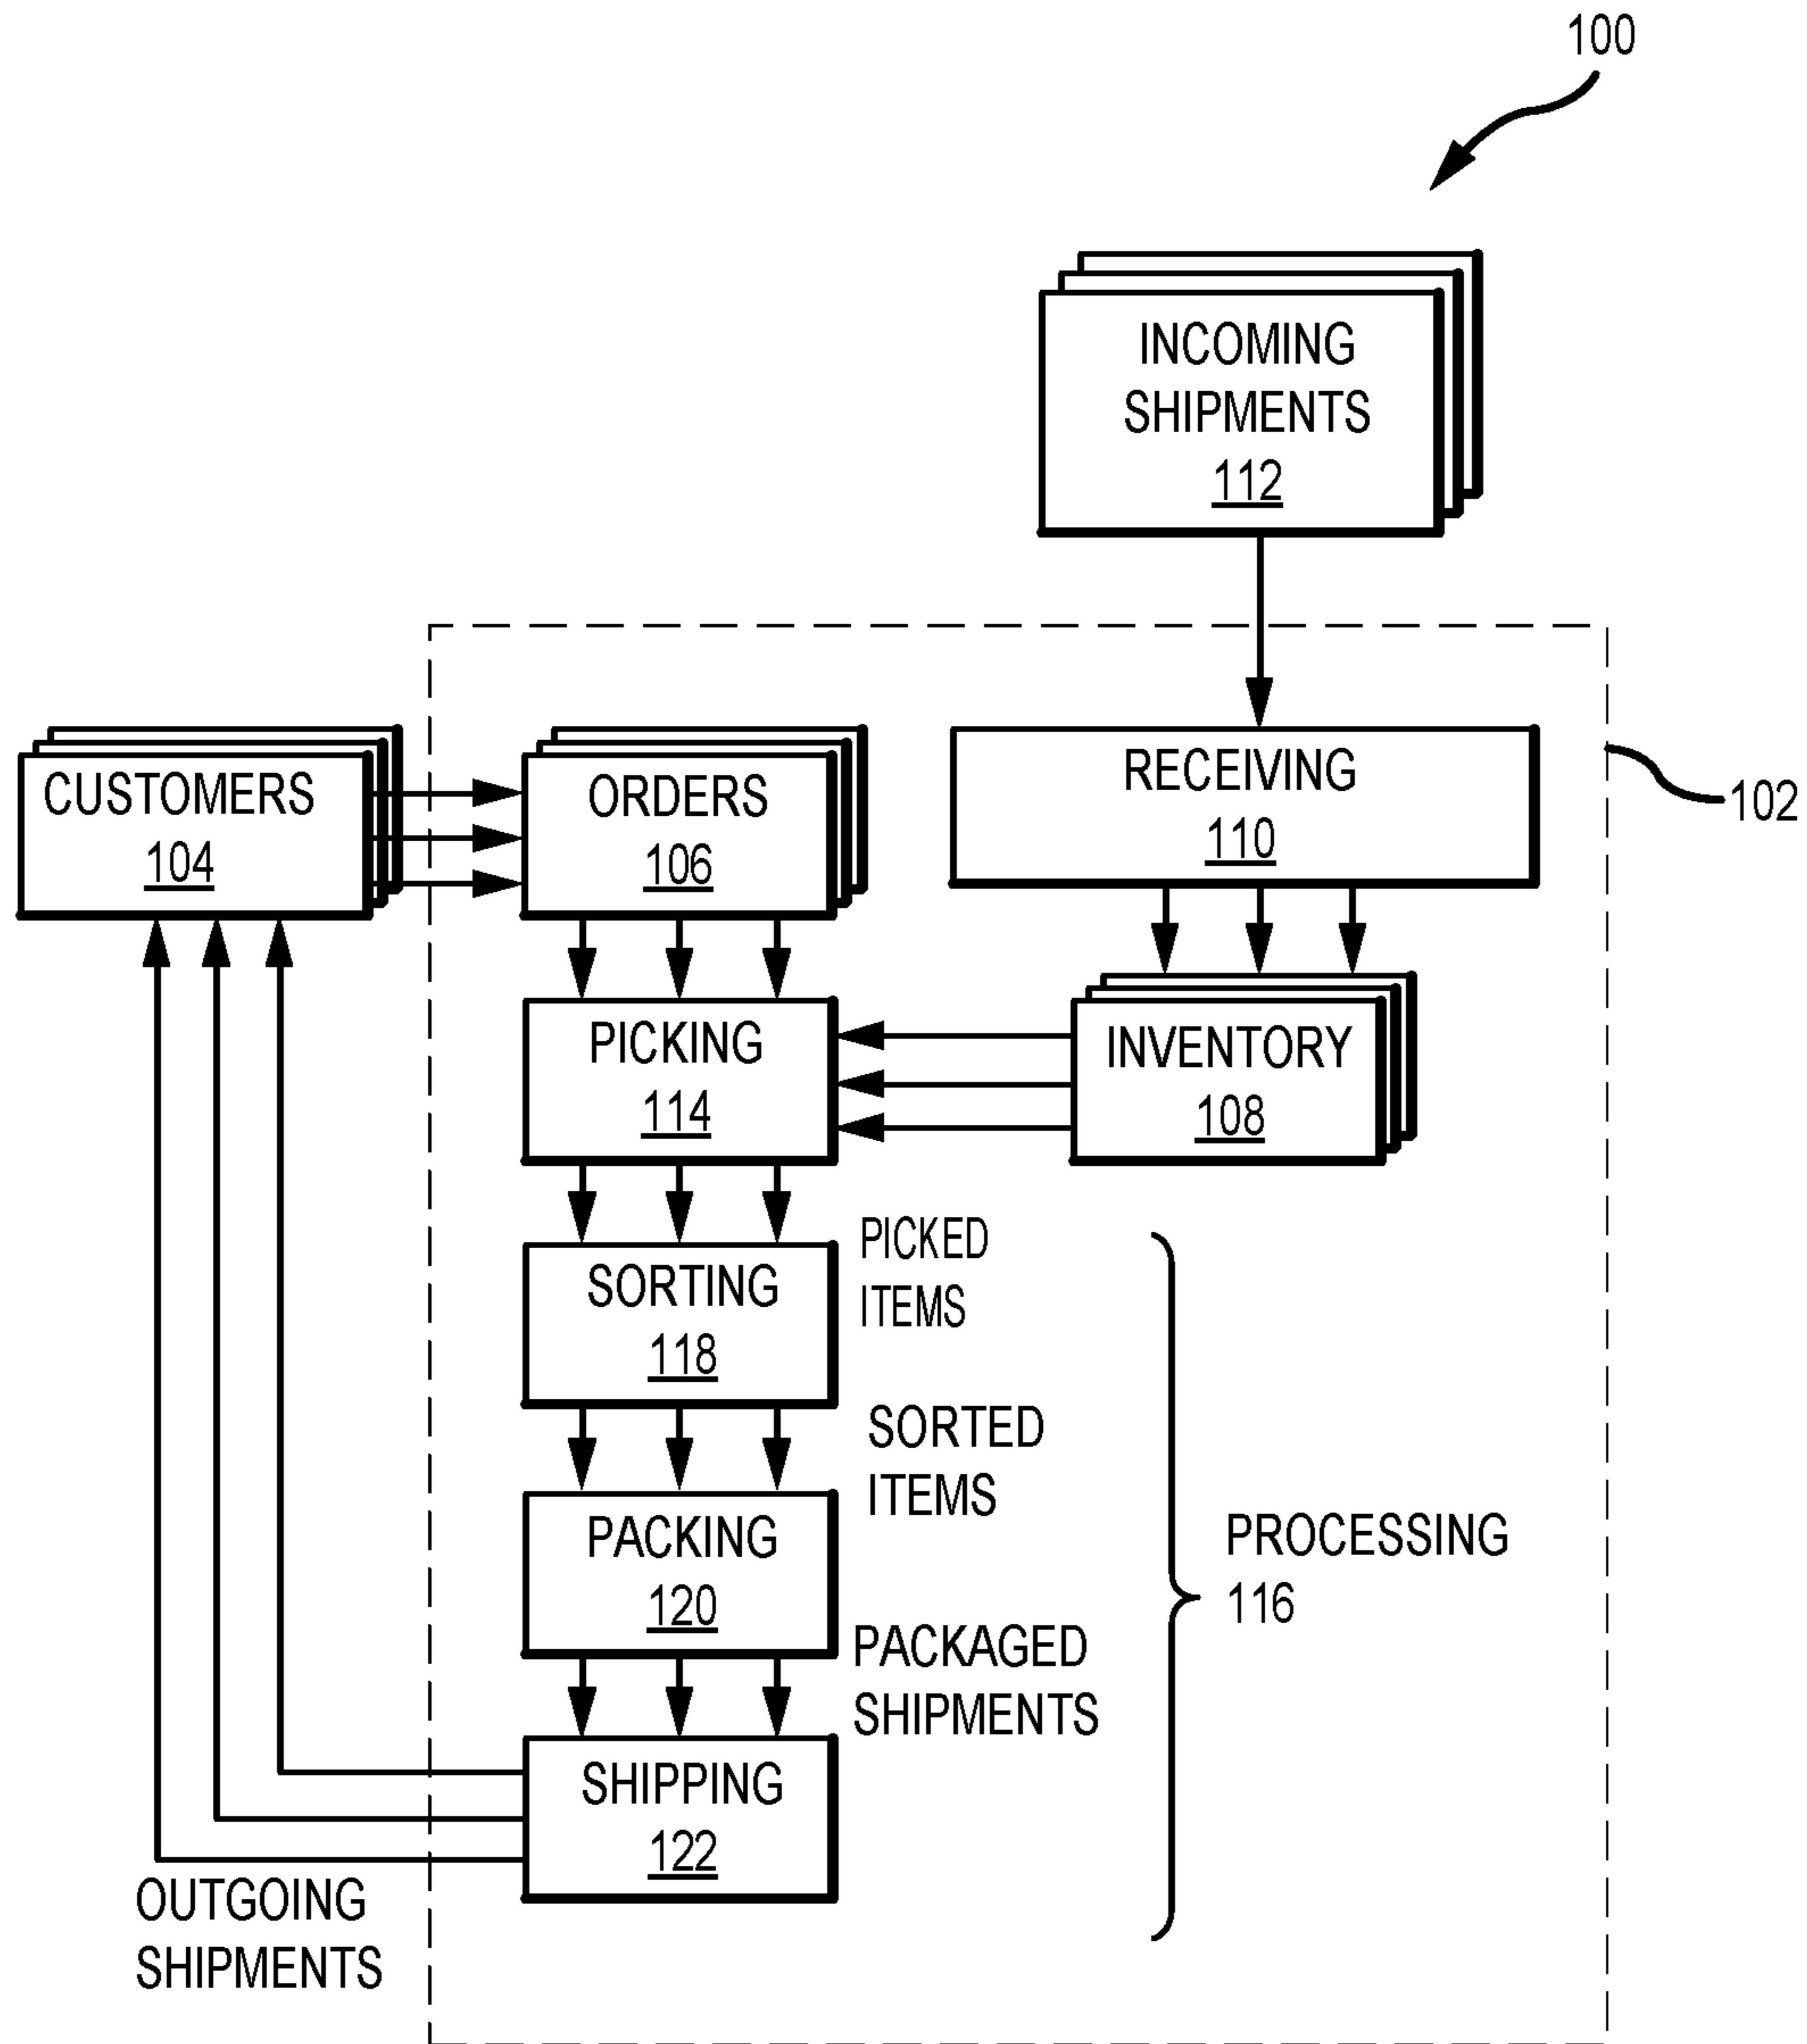 100
INCOMING
SHIPMENTS
112
CUSTOMERS
104
ORDERS
106
RECEIVING
110
102
PICKING
114
INVENTORY
108
SORTING
118
PICKED
ITEMS
SORTED
ITEMS
PACKING
120
PROCESSING
116
PACKAGED
SHIPMENTS
SHIPPING
122
OUTGOING
SHIPMENTS